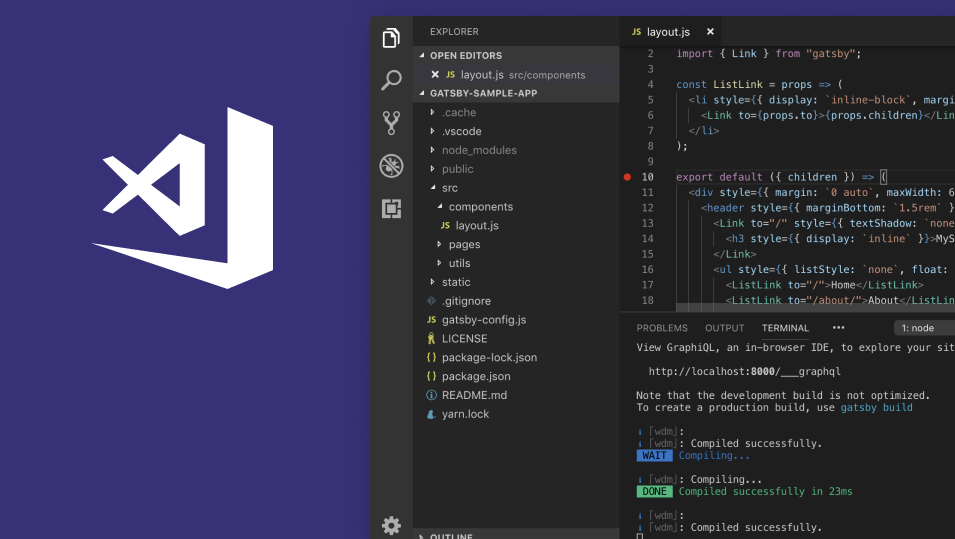 EXPLORER
OPEN EDITORS
JS layout.js src/components
GATSBY-SAMPLE-APP
.cache
.vscode
node_modules
public
src
components
JS layout.js
pages
utils
static
.gitignore
JS gatsby-config.js
LICENSE
{} package-lock.json
{} package.json
README.md
yarn.lock
OUTLINE
JS layout.js
2 import { Link } from "gatsby";
3
4 const ListLink = props => (
5 <li style={{ display: `inline-block`, margi
6 <Link to={props.to}>{props.children}</Lin
7 </li>
8 );
9
10 export default ({ children }) => (
11 <div style={{ margin: `0 auto`, maxWidth: 6
12 <header style={{ marginBottom: `1.5rem` }
13 <Link to="/" style={{ textShadow: `none
14 <h3 style={{ display: `inline` }}>MyS
15 </Link>
16 <ul style={{ listStyle: `none`, float:
17 <ListLink to="/">Home</ListLink>
18 <ListLink to="/about/">About</ListLin
PROBLEMS OUTPUT TERMINAL ••• 1: node
View GraphiQL, an in-browser IDE, to explore your sit
http://localhost:8000/___graphql
Note that the development build is not optimized.
To create a production build, use gatsby build
i ｢wdm｣:
i ｢wdm｣: Compiled successfully.
WAIT Compiling...
i ｢wdm｣: Compiling...
DONE Compiled successfully in 23ms
i ｢wdm｣:
i ｢wdm｣: Compiled successfully.